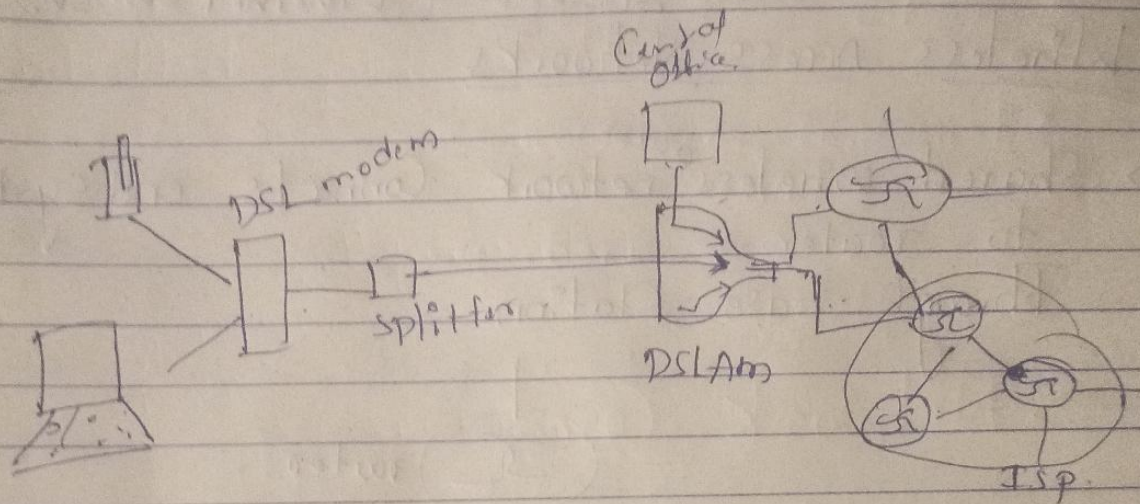 Central
Office
DSL modem
splitter
DSLAM
ISP.